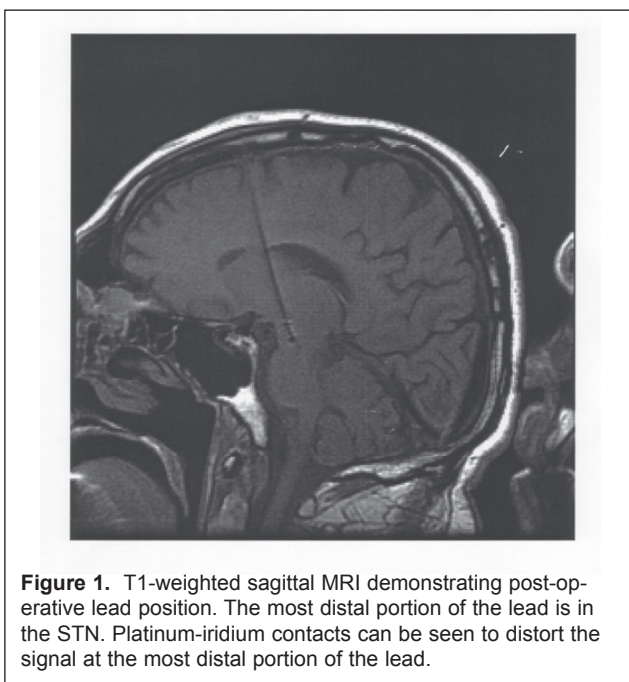 Figure 1. T1-weighted sagittal MRI demonstrating post-op-
erative lead position. The most distal portion of the lead is in
the STN. Platinum-iridium contacts can be seen to distort the
signal at the most distal portion of the lead.